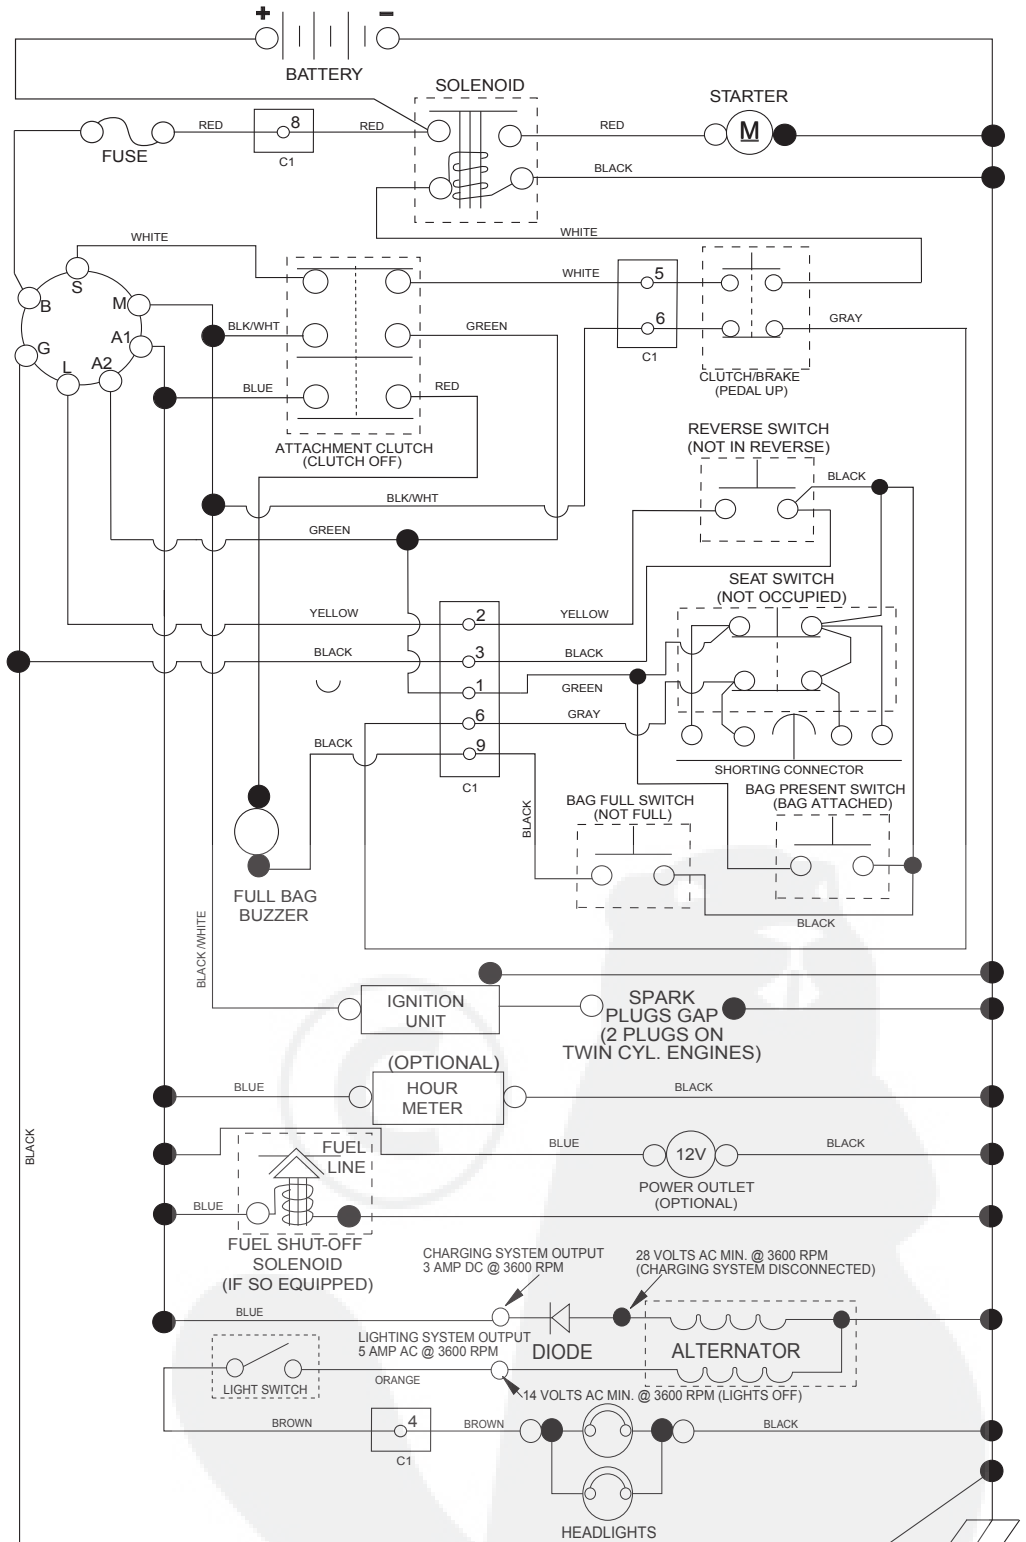 + −
BATTERY
SOLENOID
STARTER
RED
8
RED
RED
M
FUSE
C1
BLACK
WHITE
WHITE
S
WHITE
5
B
M
BLK/WHT
GREEN
6
GRAY
A1
G
C1
L
A2
CLUTCH/BRAKE
(PEDAL UP)
BLUE
RED
ATTACHMENT CLUTCH
(CLUTCH OFF)
REVERSE SWITCH
(NOT IN REVERSE)
BLACK
BLK/WHT
GREEN
SEAT SWITCH
(NOT OCCUPIED)
YELLOW
2
YELLOW
BLACK
3
BLACK
1
GREEN
6
GRAY
BLACK
9
C1
SHORTING CONNECTOR
BAG FULL SWITCH
(NOT FULL)
BAG PRESENT SWITCH
(BAG ATTACHED)
BLACK
FULL BAG
BUZZER
BLACK
BLACK /WHITE
IGNITION
UNIT
SPARK
PLUGS GAP
(2 PLUGS ON
TWIN CYL. ENGINES)
(OPTIONAL)
BLUE
HOUR
METER
BLACK
BLACK
FUEL
LINE
BLUE
12V
BLACK
POWER OUTLET
(OPTIONAL)
BLUE
FUEL SHUT-OFF
SOLENOID
(IF SO EQUIPPED)
CHARGING SYSTEM OUTPUT
3 AMP DC @ 3600 RPM
28 VOLTS AC MIN. @ 3600 RPM
(CHARGING SYSTEM DISCONNECTED)
BLUE
LIGHTING SYSTEM OUTPUT
5 AMP AC @ 3600 RPM
DIODE
ALTERNATOR
LIGHT SWITCH
ORANGE
14 VOLTS AC MIN. @ 3600 RPM (LIGHTS OFF)
BROWN
4
BROWN
BLACK
C1
HEADLIGHTS
©